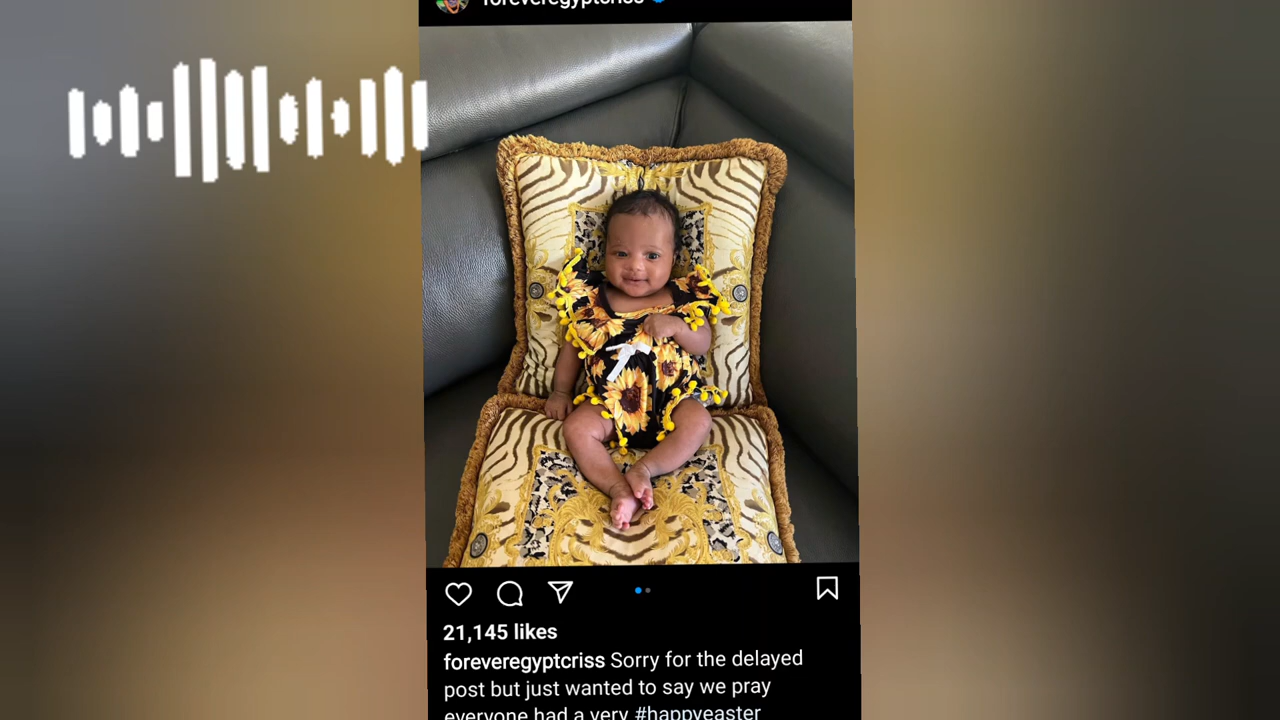 foreveregyptcriss
21,145 likes
foreveregyptcriss Sorry for the delayed
post but just wanted to say we pray
everyone had a very #happyeaster